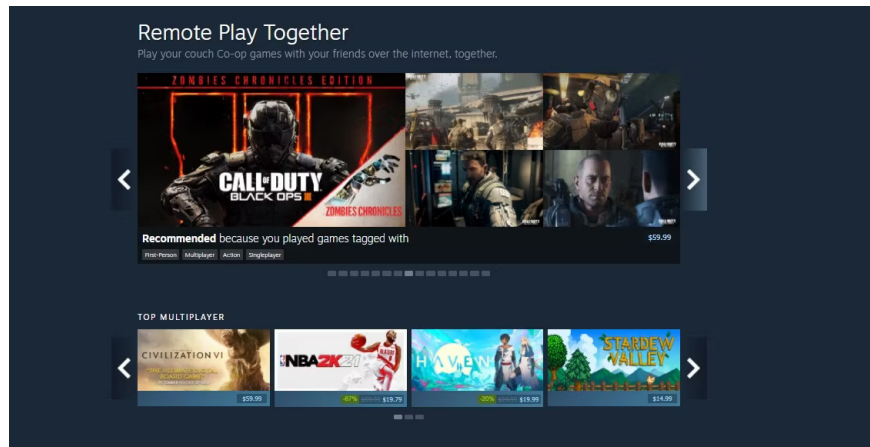 Remote Play Together
Play your couch Co-op games with your friends over the internet, together.
ZOMBIES CHRONICLES EDITION
CALL OF DUTY
BLACK OPS III
ZOMBIES CHRONICLES
Recommended because you played games tagged with
$59.99
First-Person Multiplayer Action Singleplayer
TOP MULTIPLAYER
CIVILIZATION VI
NBA2K21
HAVEN
STARDEW
VALLEY
$59.99
-67% $19.79
-20% $19.99
$14.99